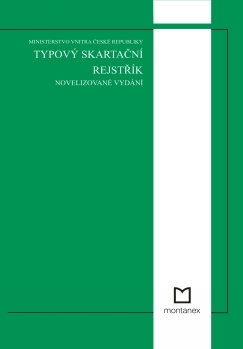 MINISTERSTVO VNITRA ČESKÉ REPUBLIKY
TYPOVÝ SKARTAČNÍ
REJSTŘÍK
NOVELIZOVANÉ VYDÁNÍ
montanex